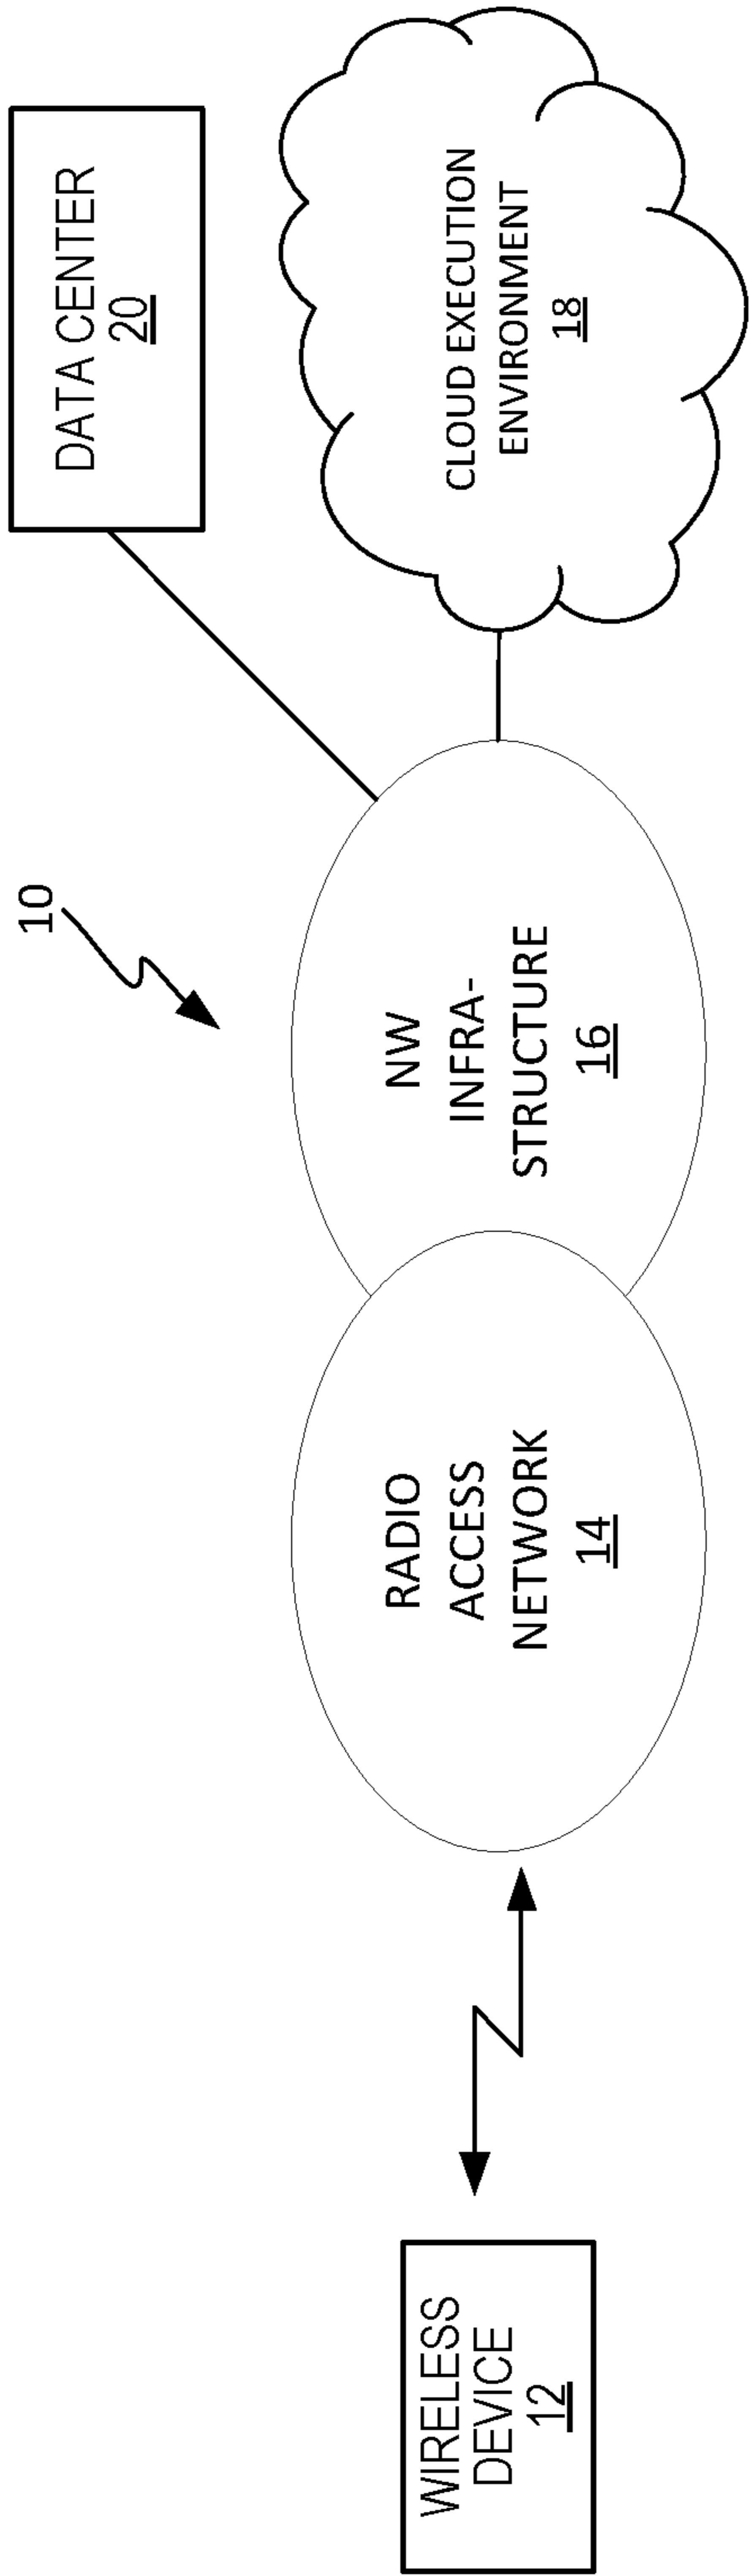 10
DATA CENTER
20
WIRELESS
DEVICE
12
RADIO
ACCESS
NETWORK
14
NW
INFRA-
STRUCTURE
16
CLOUD EXECUTION
ENVIRONMENT
18